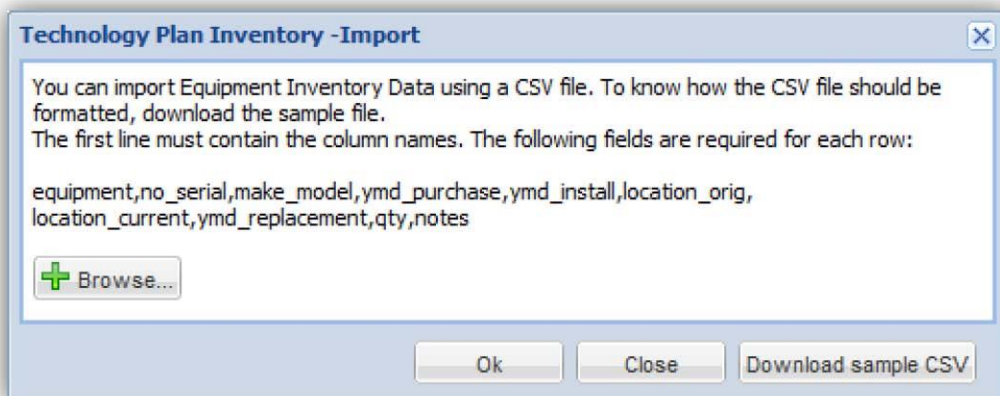 Technology Plan Inventory -Import
You can import Equipment Inventory Data using a CSV file. To know how the CSV file should be
formatted, download the sample file.
The first line must contain the column names. The following fields are required for each row:
equipment,no_serial,make_model,ymd_purchase,ymd_install,location_orig,
location_current,ymd_replacement,qty,notes
Browse...
Ok Close Download sample CSV